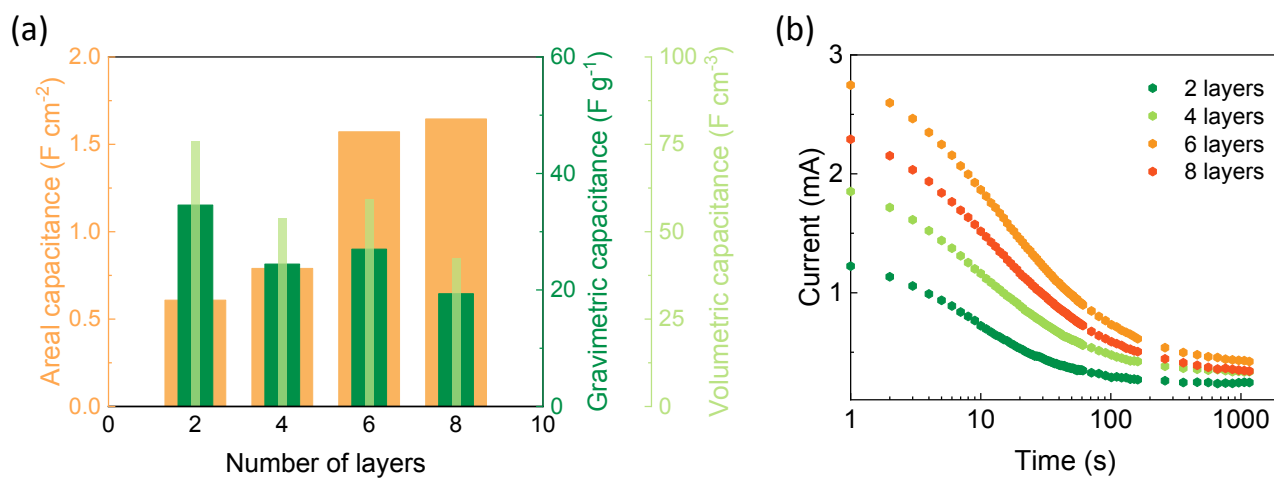 (a)
Areal capacitance (F cm⁻²)
2.0
1.5
1.0
0.5
0.0
0
2
4
6
8
10
Number of layers
60
40
20
0
Gravimetric capacitance (F g⁻¹)
100
75
50
25
0
Volumetric capacitance (F cm⁻³)
(b)
Current (mA)
3
2
1
1
10
100
1000
Time (s)
2 layers
4 layers
6 layers
8 layers